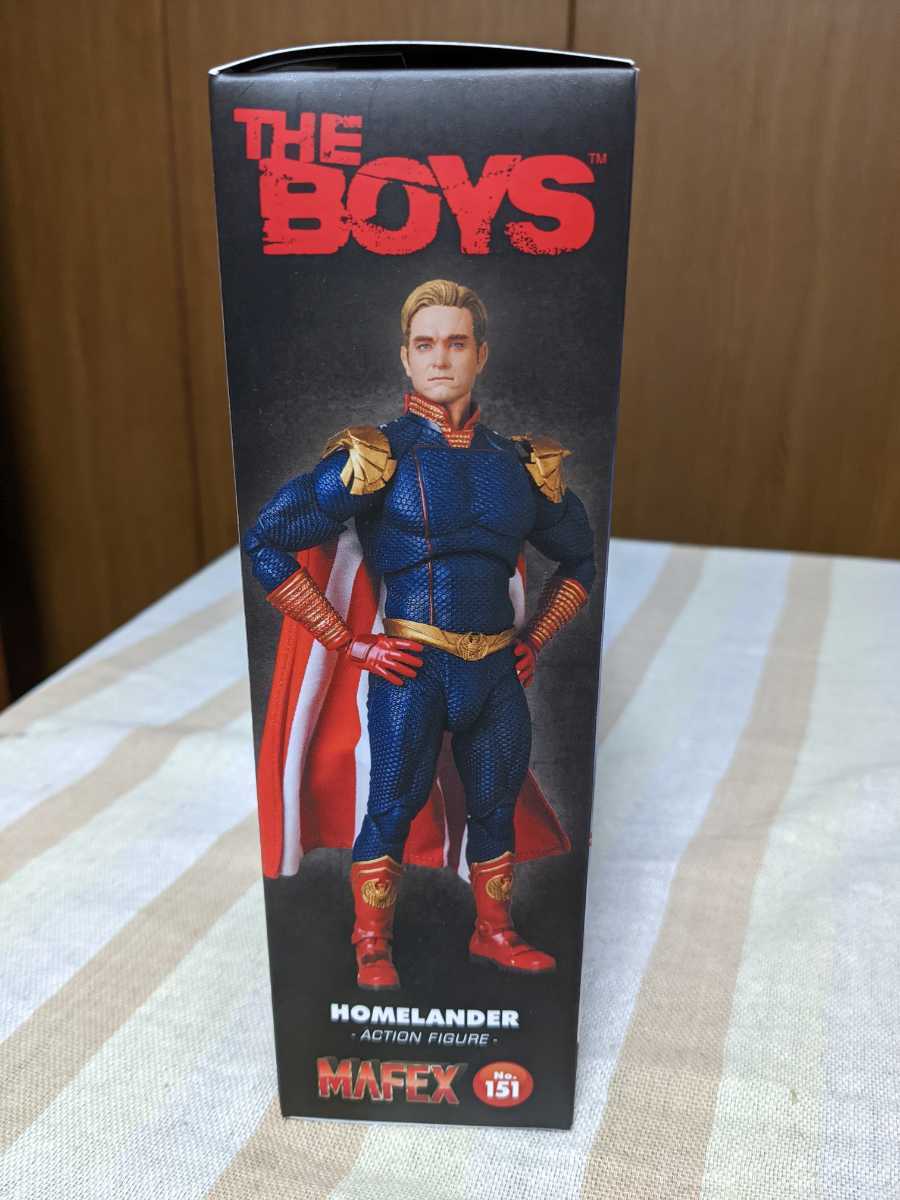 THE
BOYS™
HOMELANDER
- ACTION FIGURE -
MAFEX No. 151